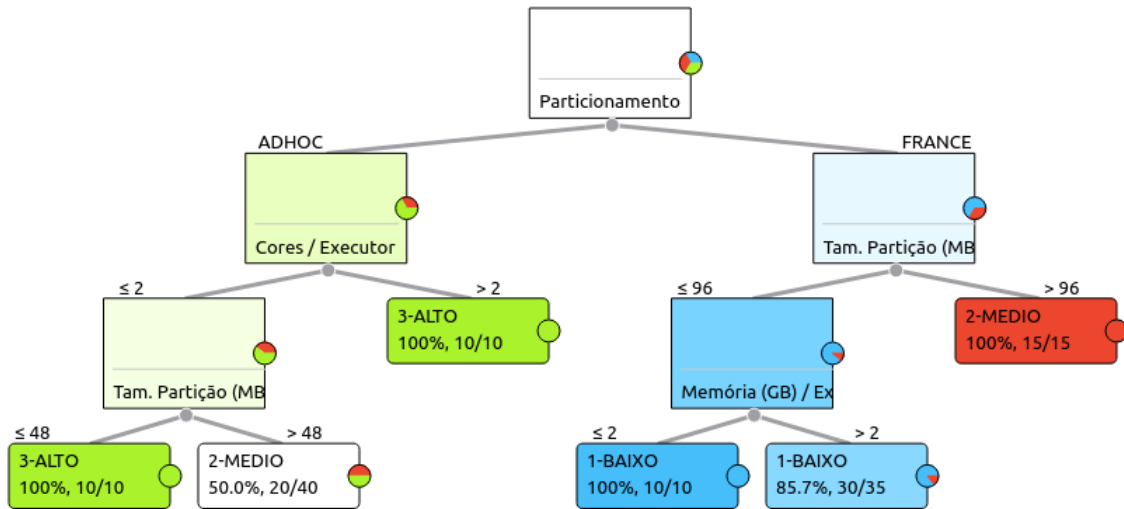 Particionamento
ADHOC
FRANCE
Cores / Executor
Tam. Partição (MB
≤ 2
> 2
≤ 96
> 96
3-ALTO
100%, 10/10
2-MEDIO
100%, 15/15
Tam. Partição (MB
Memória (GB) / Ex
≤ 48
> 48
≤ 2
> 2
3-ALTO
100%, 10/10
2-MEDIO
50.0%, 20/40
1-BAIXO
100%, 10/10
1-BAIXO
85.7%, 30/35